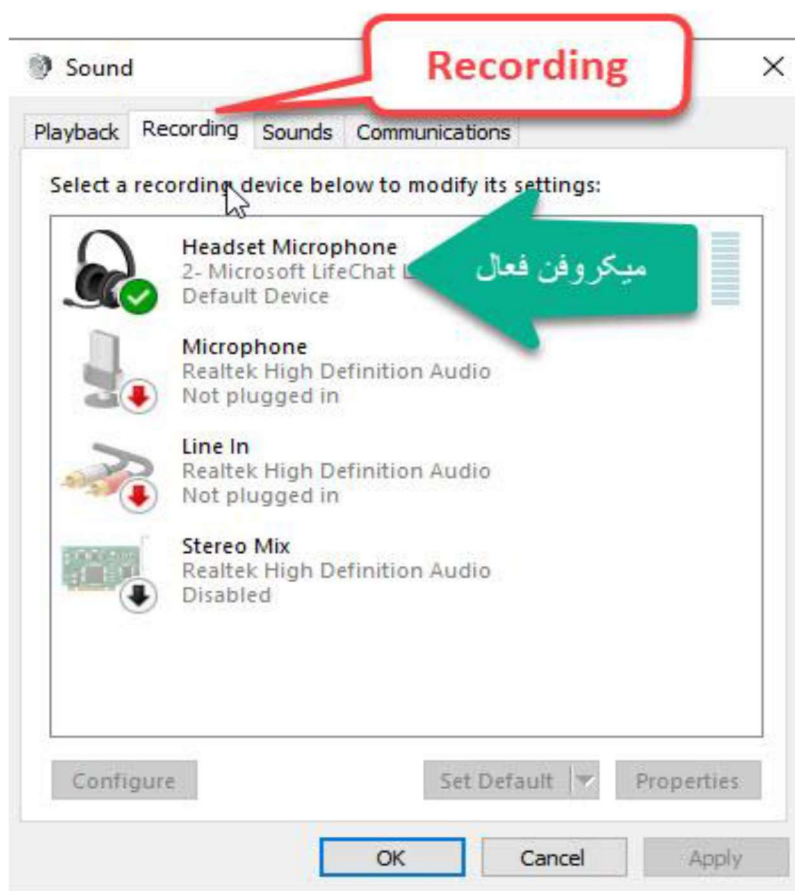 Recording
Sound
Playback Recording Sounds Communications
Select a recording device below to modify its settings:
Headset Microphone
2- Microsoft LifeChat
Default Device
میکروفن فعال
Microphone
Realtek High Definition Audio
Not plugged in
Line In
Realtek High Definition Audio
Not plugged in
Stereo Mix
Realtek High Definition Audio
Disabled
Configure Set Default Properties
OK Cancel Apply